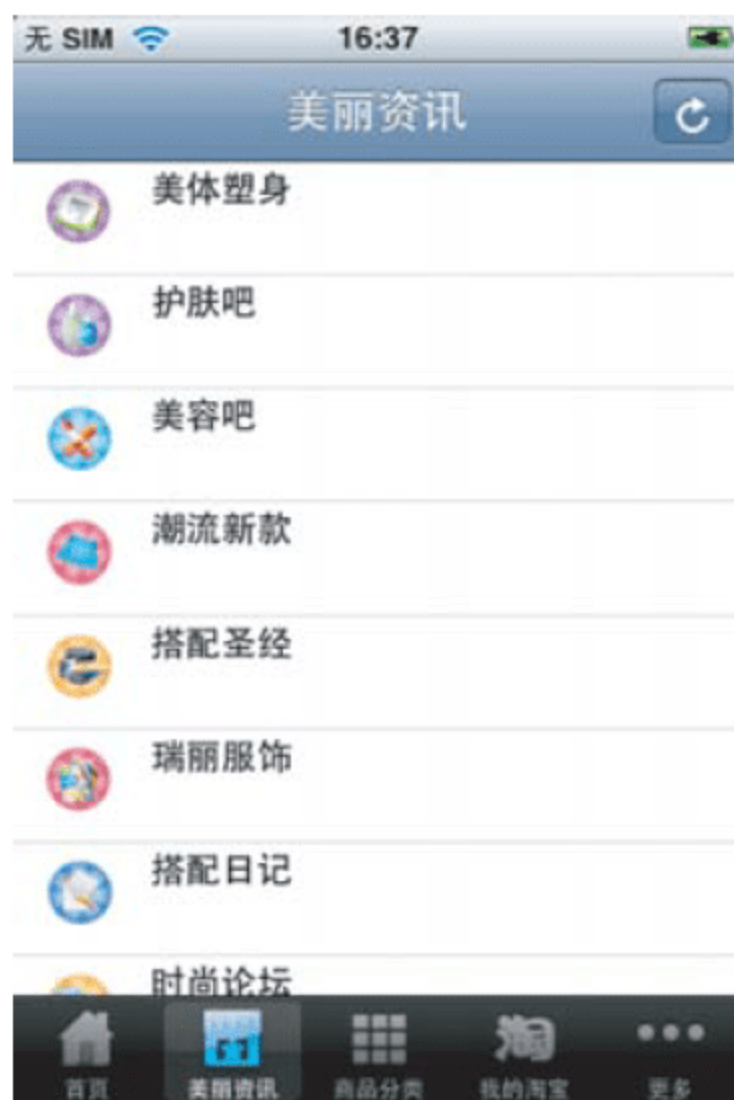 无 SIM 16:37
美丽资讯
美体塑身
护肤吧
美容吧
潮流新款
搭配圣经
瑞丽服饰
搭配日记
时尚论坛
淘
首页 美丽资讯 商品分类 我的淘宝 更多